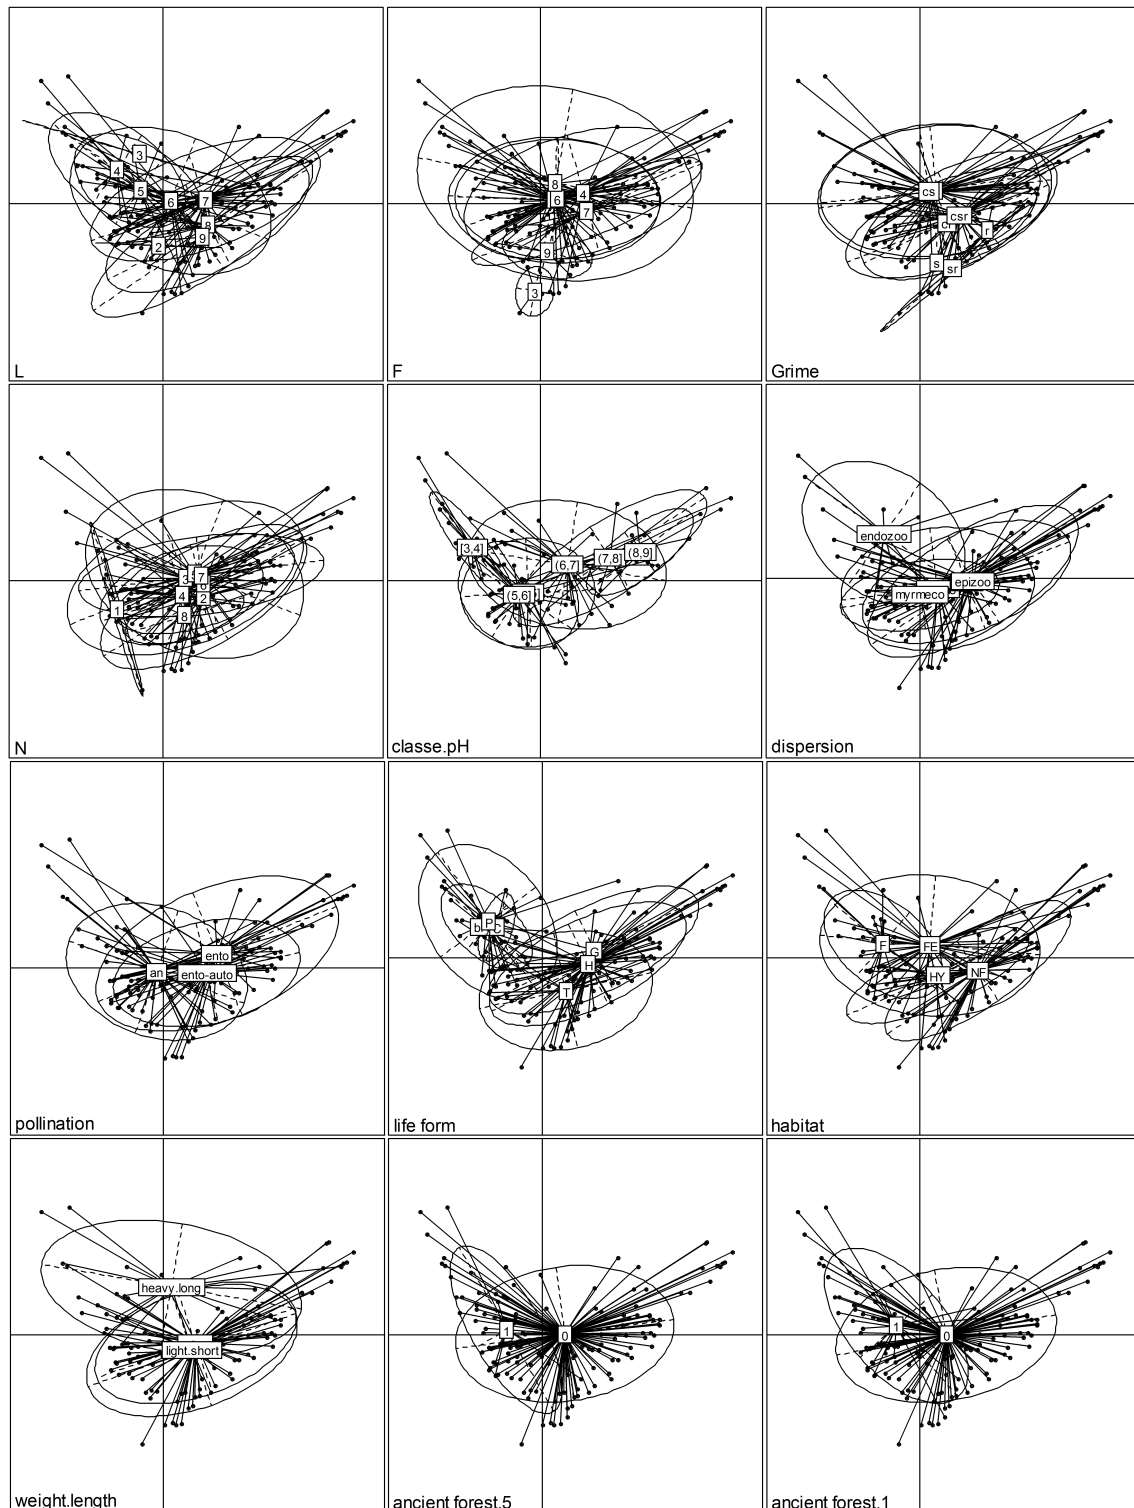 3
4
5
6
7
8
9
2
L
8
6
4
7
9
3
F
cs
csr
cr
r
s
sr
Grime
3
7
4
2
1
8
N
[3,4]
(6,7]
(7,8]
(8,9]
(5,6]
classe.pH
endozoo
epizoo
myrmeco
dispersion
ento
an
ento-auto
pollination
b
P
C
G
H
T
life form
F
FE
HY
NF
habitat
heavy.long
light.short
weight.length
1
0
ancient forest.5
1
0
ancient forest.1